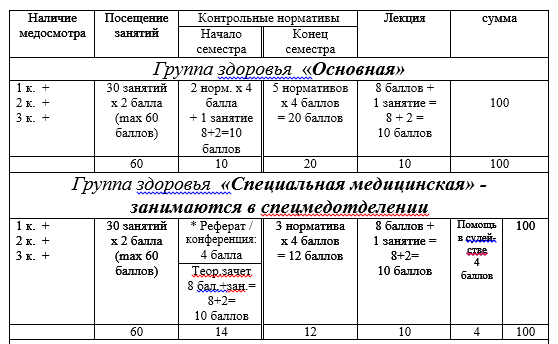 Наличие Посещение Контрольные нормативы Лекция сумма
медосмотра занятий Начало Конец
семестра семестра
Группа здоровья «Основная»
1 к. + 30 занятий 2 норм. х 4 5 нормативов 8 баллов +
2 к. + х 2 балла балла х 4 баллов 1 занятие = 100
3 к. + (max 60 + 1 занятие = 20 баллов 8 + 2 =
баллов) 8+2=10 10 баллов
баллов
60 10 20 10 100
Группа здоровья «Специальная медицинская» -
занимаются в спецмедотделении
1 к. + 30 занятий * Реферат / 3 норматива 8 баллов + Помощь 100
2 к. + х 2 балла конференция: х 4 баллов 1 занятие = в судей-
3 к. + (max 60 4 балла = 12 баллов 8+2= стве
баллов) Теор.зачет 10 баллов 4
8 бал.+зан.= баллов
8+2=
10 баллов
60 14 12 10 4 100